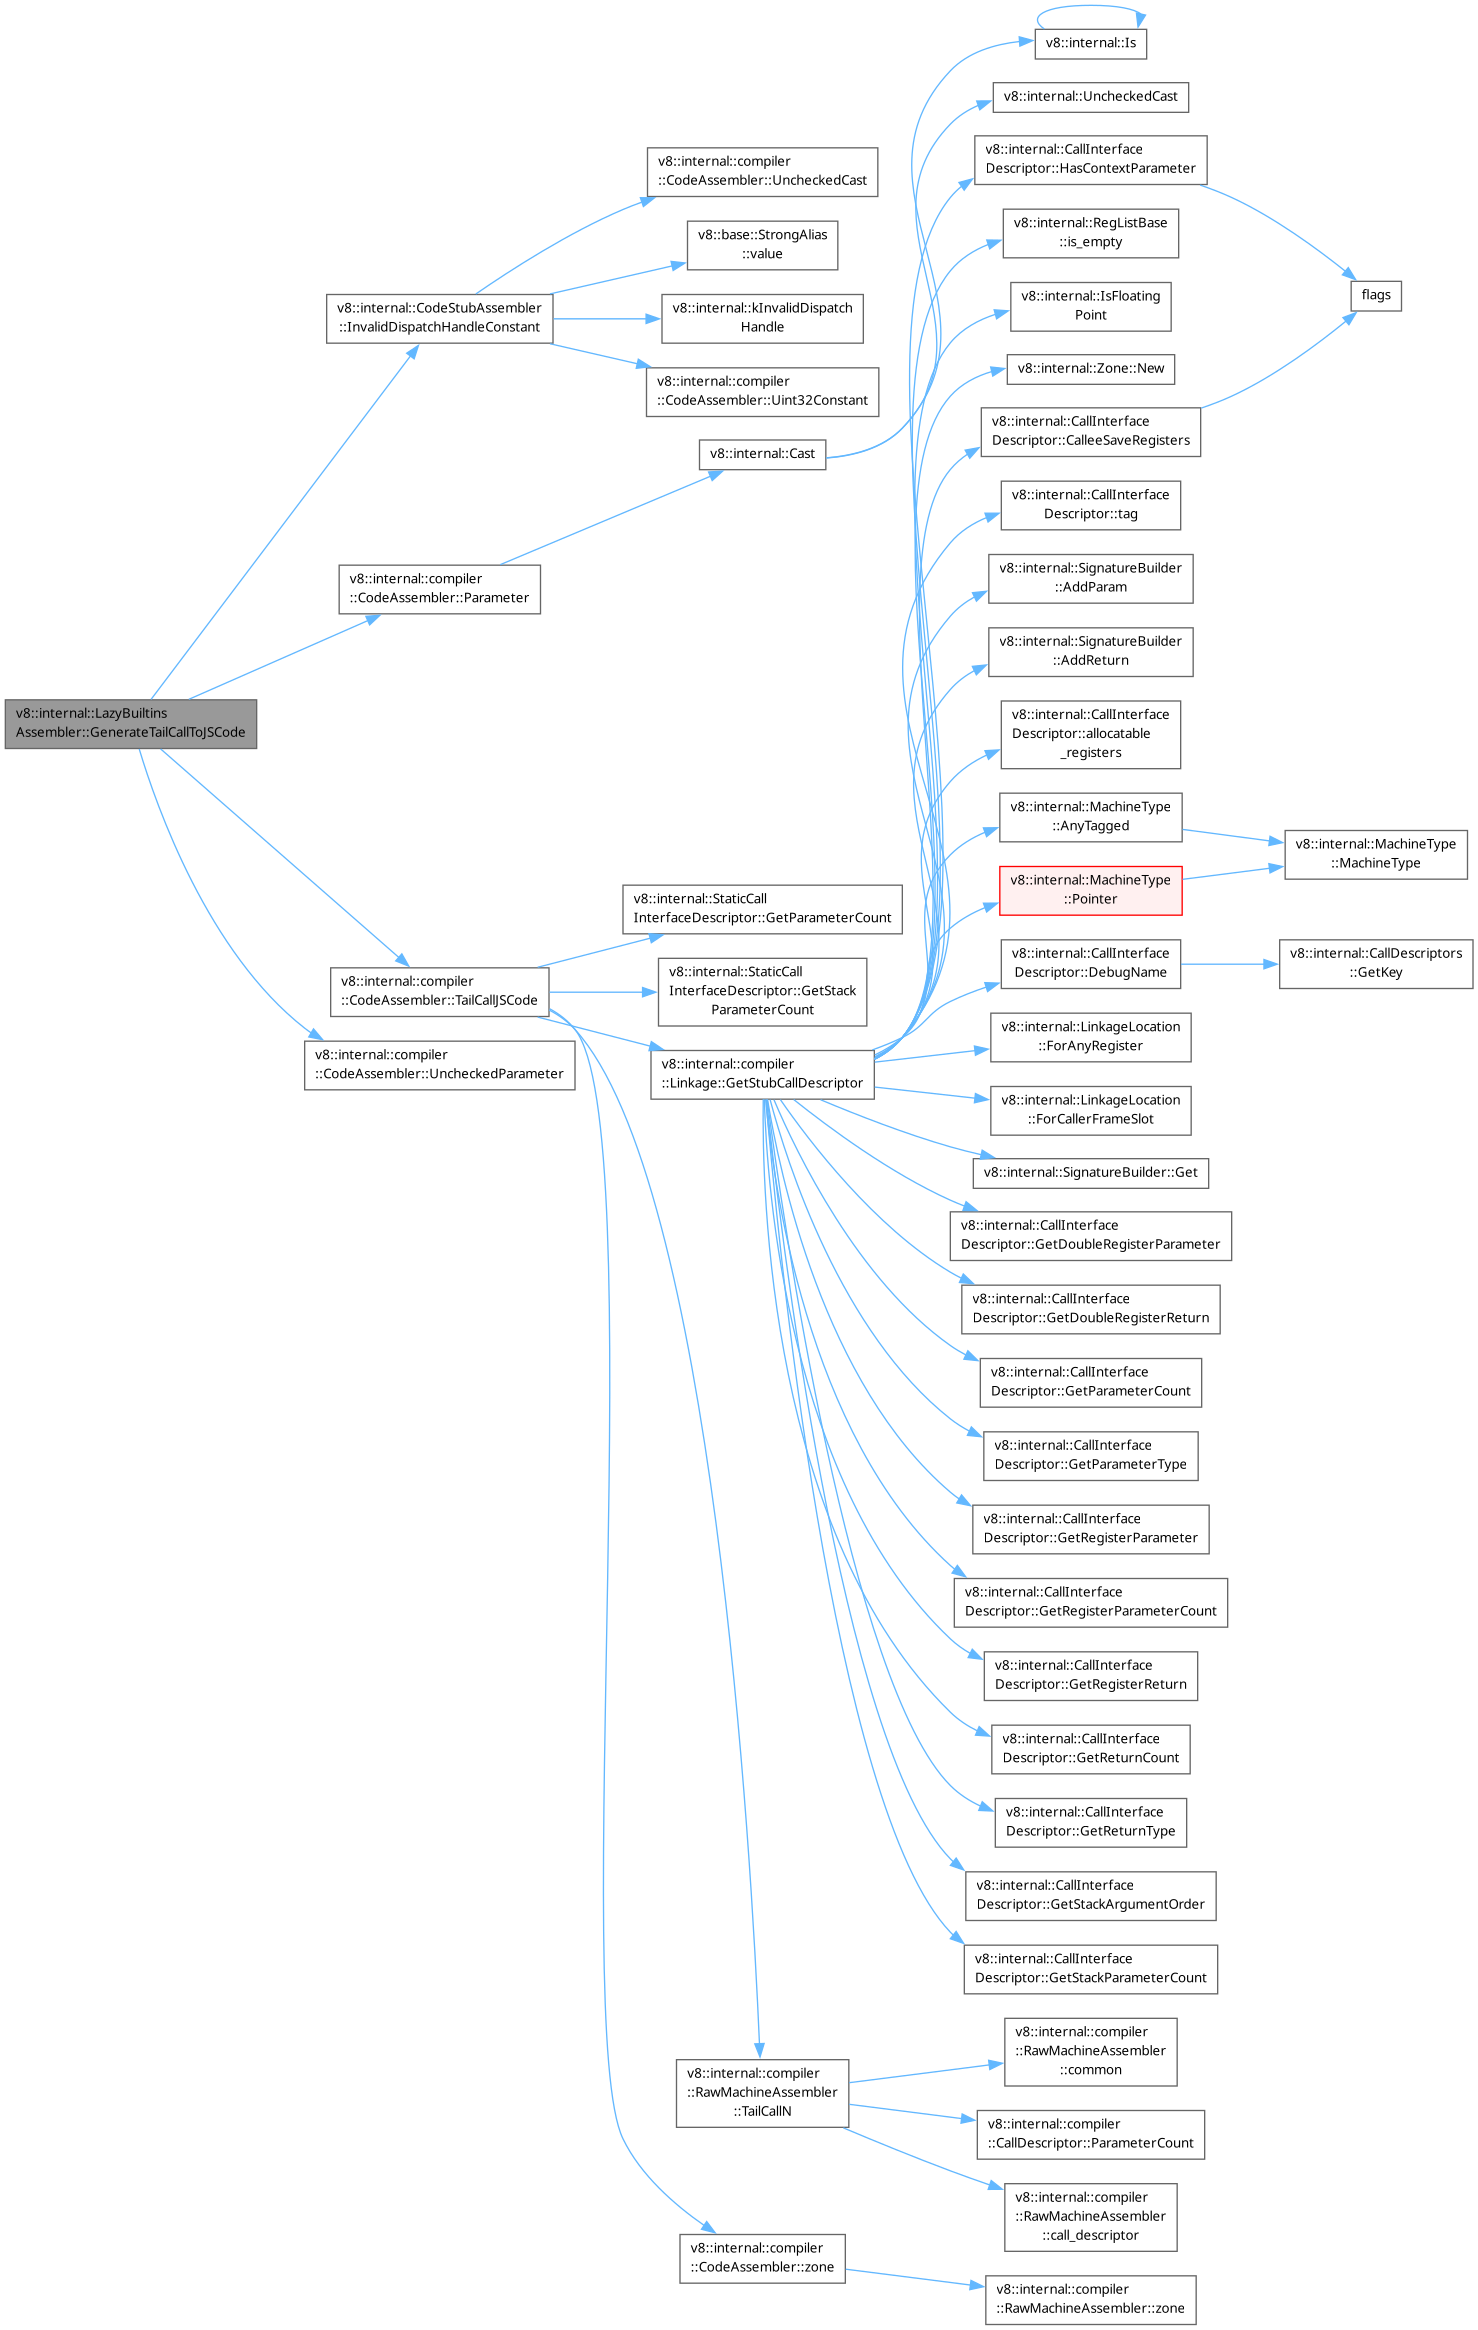 v8::internal::LazyBuiltins
Assembler::GenerateTailCallToJSCode
v8::internal::CodeStubAssembler
::InvalidDispatchHandleConstant
v8::internal::compiler
::CodeAssembler::Parameter
v8::internal::compiler
::CodeAssembler::TailCallJSCode
v8::internal::compiler
::CodeAssembler::UncheckedParameter
v8::internal::compiler
::CodeAssembler::UncheckedCast
v8::base::StrongAlias
::value
v8::internal::kInvalidDispatch
Handle
v8::internal::compiler
::CodeAssembler::Uint32Constant
v8::internal::Cast
v8::internal::StaticCall
InterfaceDescriptor::GetParameterCount
v8::internal::StaticCall
InterfaceDescriptor::GetStack
ParameterCount
v8::internal::compiler
::Linkage::GetStubCallDescriptor
v8::internal::compiler
::RawMachineAssembler
::TailCallN
v8::internal::compiler
::CodeAssembler::zone
v8::internal::Is
v8::internal::UncheckedCast
v8::internal::CallInterface
Descriptor::HasContextParameter
v8::internal::RegListBase
::is_empty
v8::internal::IsFloating
Point
v8::internal::Zone::New
v8::internal::CallInterface
Descriptor::CalleeSaveRegisters
v8::internal::CallInterface
Descriptor::tag
v8::internal::SignatureBuilder
::AddParam
v8::internal::SignatureBuilder
::AddReturn
v8::internal::CallInterface
Descriptor::allocatable
_registers
v8::internal::MachineType
::AnyTagged
v8::internal::MachineType
::Pointer
v8::internal::CallInterface
Descriptor::DebugName
v8::internal::LinkageLocation
::ForAnyRegister
v8::internal::LinkageLocation
::ForCallerFrameSlot
v8::internal::SignatureBuilder::Get
v8::internal::CallInterface
Descriptor::GetDoubleRegisterParameter
v8::internal::CallInterface
Descriptor::GetDoubleRegisterReturn
v8::internal::CallInterface
Descriptor::GetParameterCount
v8::internal::CallInterface
Descriptor::GetParameterType
v8::internal::CallInterface
Descriptor::GetRegisterParameter
v8::internal::CallInterface
Descriptor::GetRegisterParameterCount
v8::internal::CallInterface
Descriptor::GetRegisterReturn
v8::internal::CallInterface
Descriptor::GetReturnCount
v8::internal::CallInterface
Descriptor::GetReturnType
v8::internal::CallInterface
Descriptor::GetStackArgumentOrder
v8::internal::CallInterface
Descriptor::GetStackParameterCount
v8::internal::compiler
::RawMachineAssembler
::common
v8::internal::compiler
::CallDescriptor::ParameterCount
v8::internal::compiler
::RawMachineAssembler
::call_descriptor
v8::internal::compiler
::RawMachineAssembler::zone
flags
v8::internal::MachineType
::MachineType
v8::internal::CallDescriptors
::GetKey